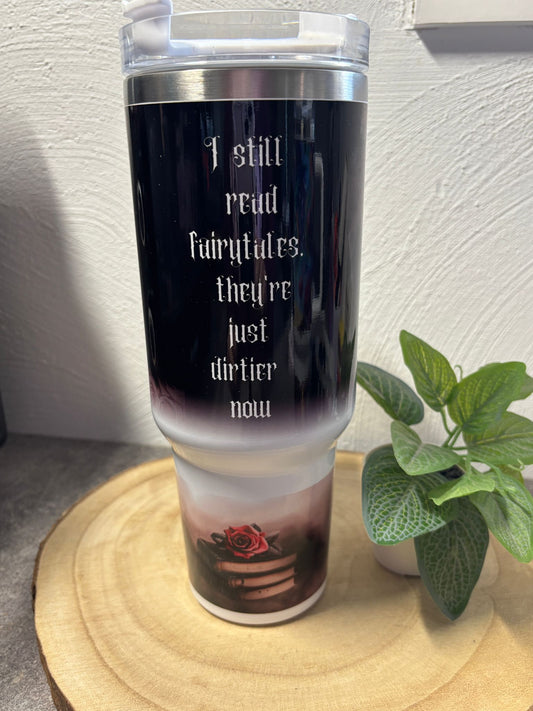 I still
read
fairytales.
they're
just
dirtier
now